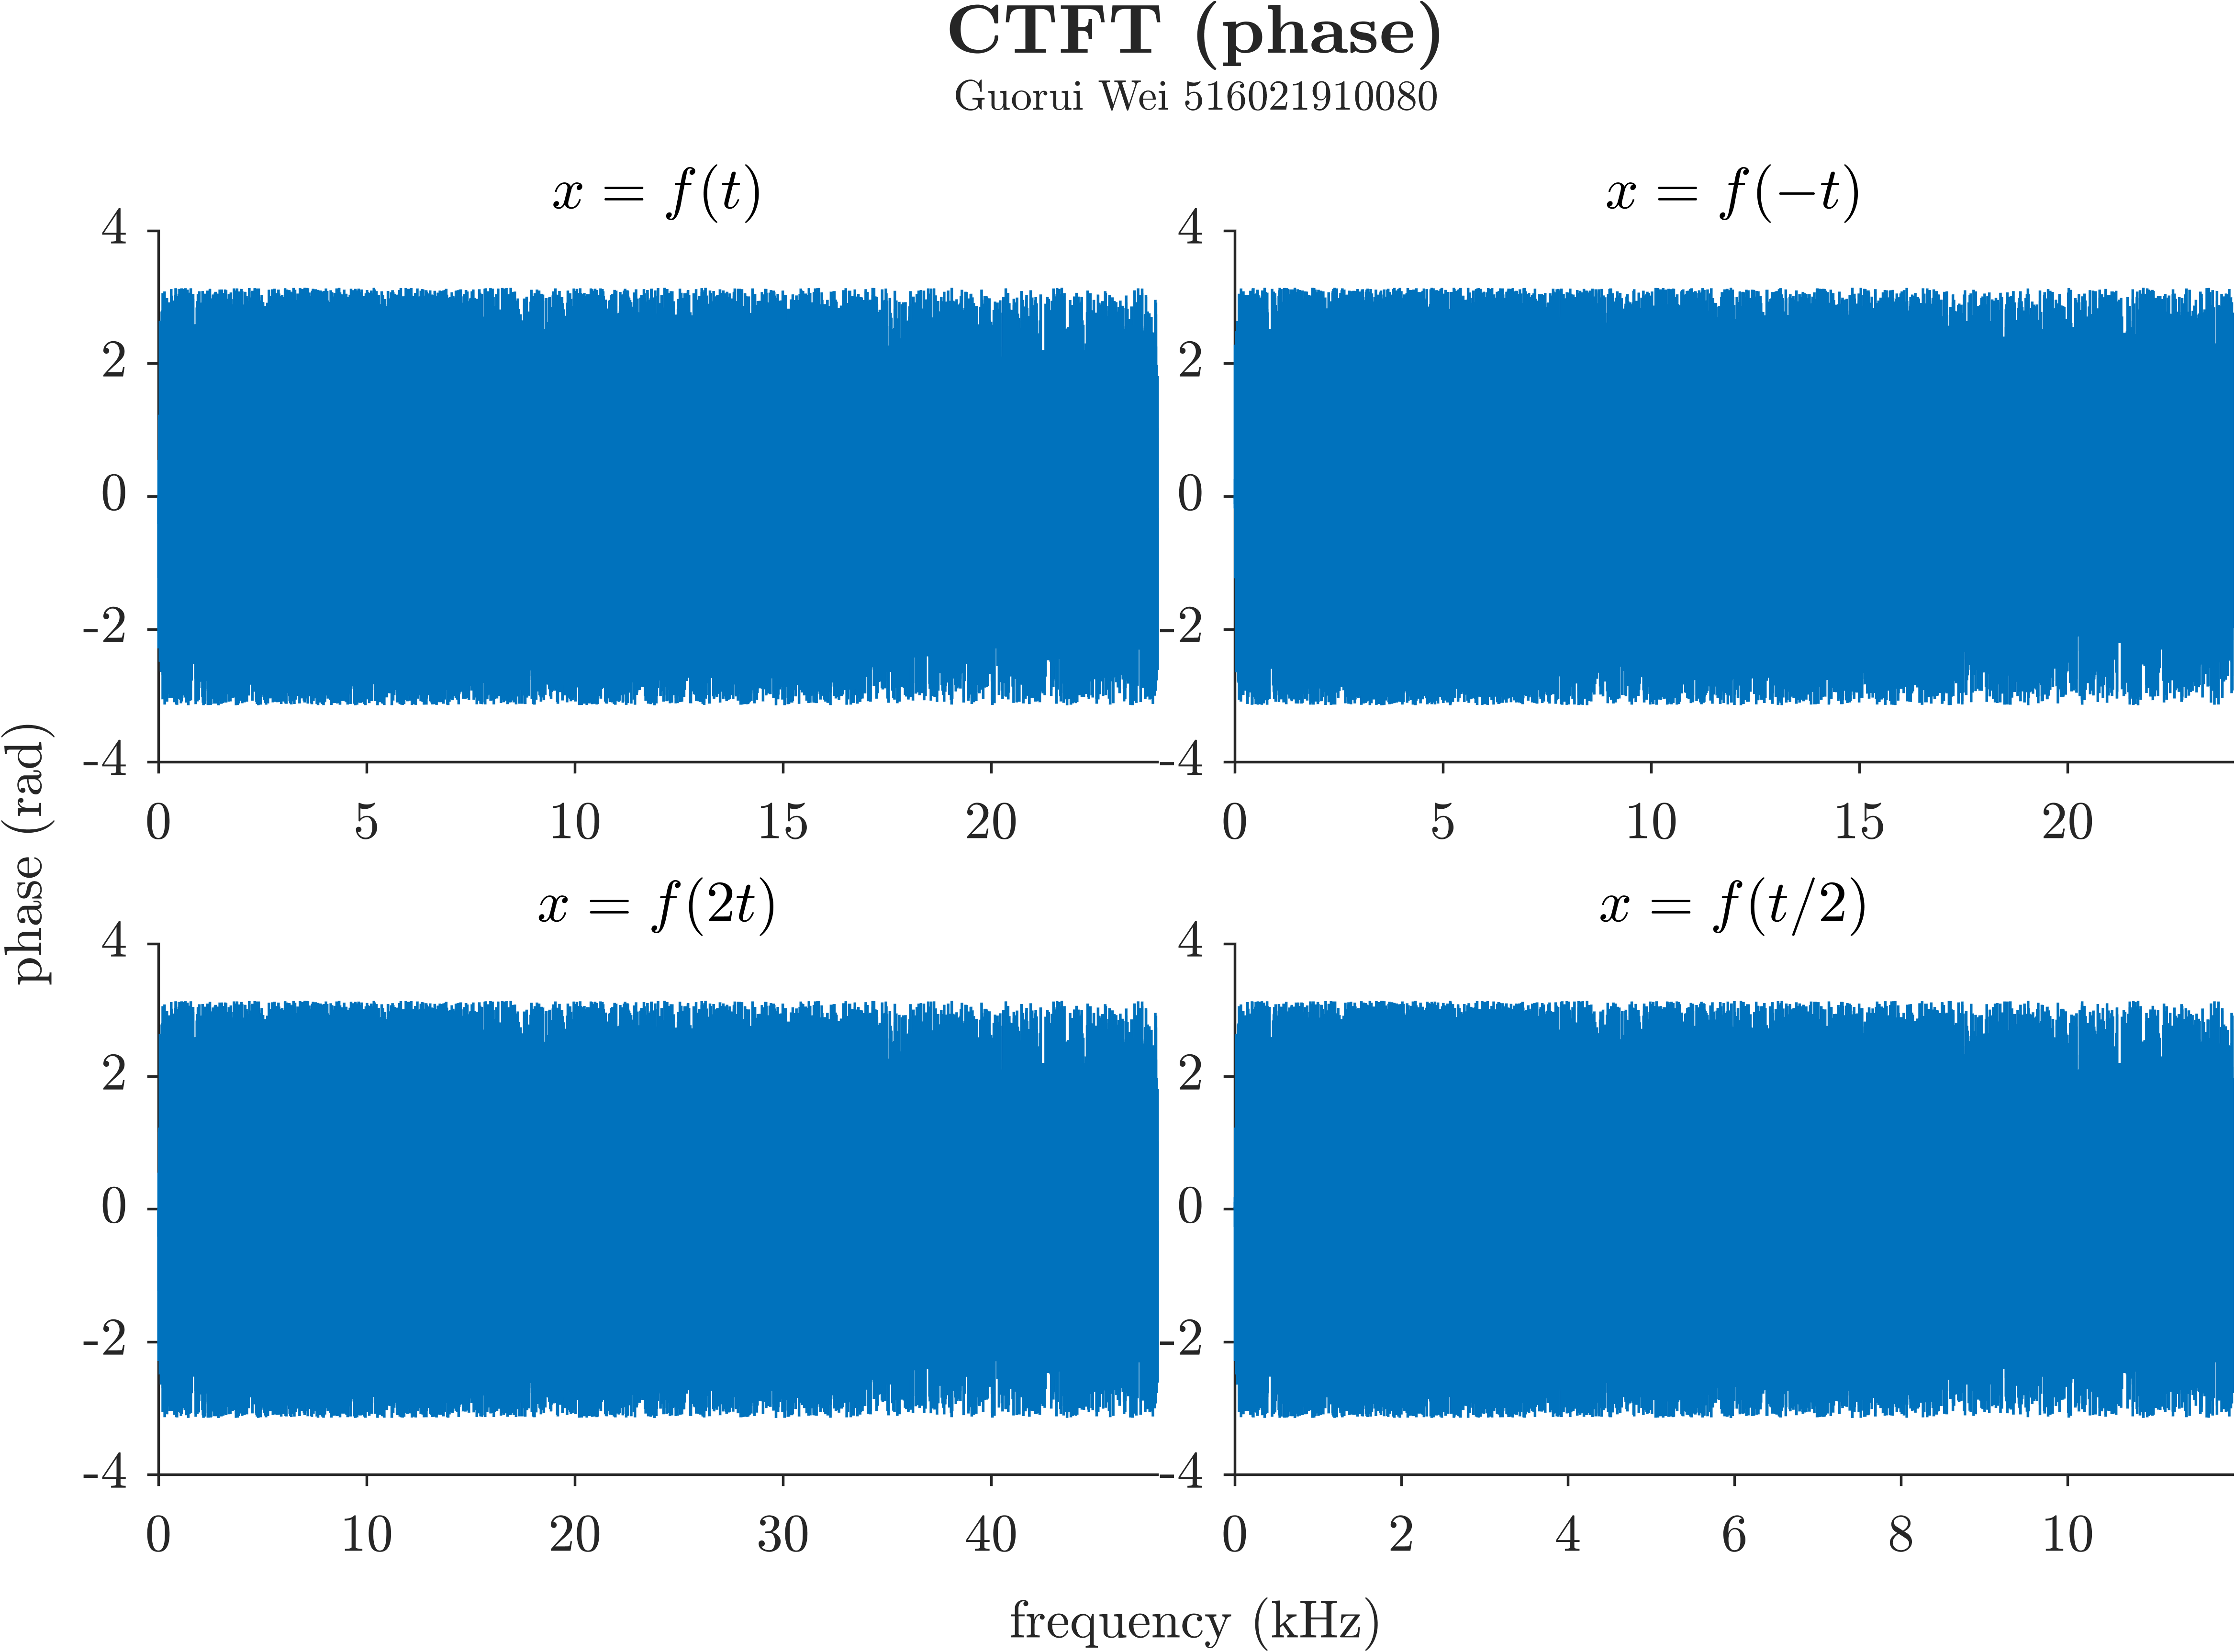 CTFT (phase)
Guorui Wei 516021910080
x = f(t)
4
2
0
-2
-4
0 5 10 15 20
x = f(−t)
4
2
0
-2
-4
0 5 10 15 20
phase (rad)
x = f(2t)
4
2
0
-2
-4
0 10 20 30 40
x = f(t/2)
4
2
0
-2
-4
0 2 4 6 8 10
frequency (kHz)